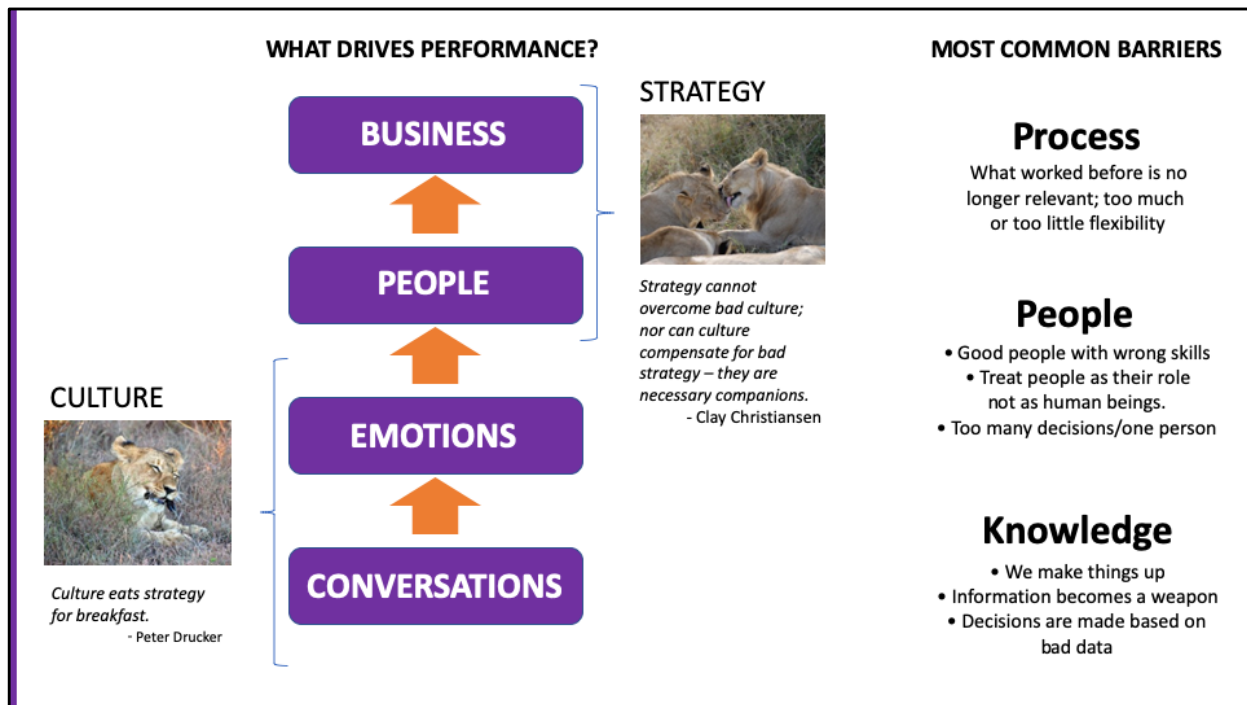 WHAT DRIVES PERFORMANCE?
BUSINESS
PEOPLE
EMOTIONS
CONVERSATIONS
CULTURE
Culture eats strategy
for breakfast.
- Peter Drucker
STRATEGY
Strategy cannot
overcome bad culture;
nor can culture
compensate for bad
strategy – they are
necessary companions.
- Clay Christiansen
MOST COMMON BARRIERS
Process
What worked before is no
longer relevant; too much
or too little flexibility
People
• Good people with wrong skills
• Treat people as their role
not as human beings.
• Too many decisions/one person
Knowledge
• We make things up
• Information becomes a weapon
• Decisions are made based on
bad data